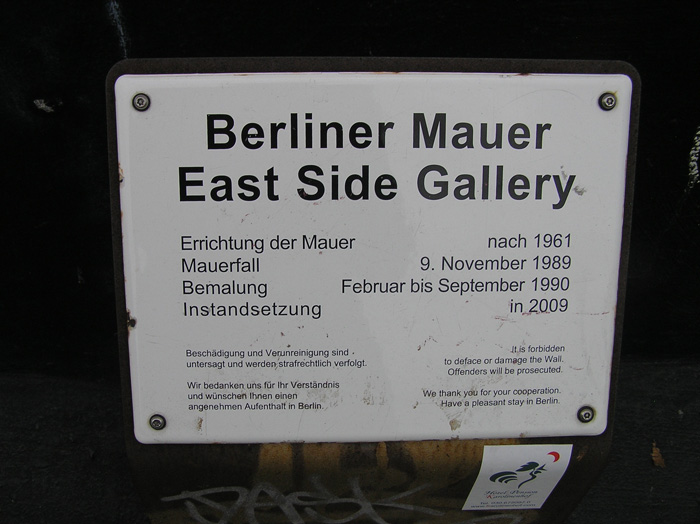 Berliner Mauer
East Side Gallery
Errichtung der Mauer nach 1961
Mauerfall 9. November 1989
Bemalung Februar bis September 1990
Instandsetzung in 2009
Beschädigung und Verunreinigung sind
untersagt und werden strafrechtlich verfolgt.
Wir bedanken uns für Ihr Verständnis
und wünschen Ihnen einen
angenehmen Aufenthalt in Berlin.
It is forbidden
to deface or damage the Wall.
Offenders will be prosecuted.
We thank you for your cooperation.
Have a pleasant stay in Berlin.
Hotel Pension